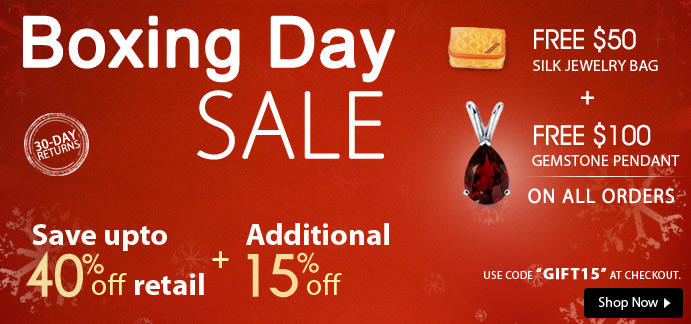 Boxing Day
SALE
30-DAY
RETURNS
Save upto
40% off retail
+
Additional
15% off
FREE $50
SILK JEWELRY BAG
+
FREE $100
GEMSTONE PENDANT
ON ALL ORDERS
USE CODE "GIFT15" AT CHECKOUT.
Shop Now